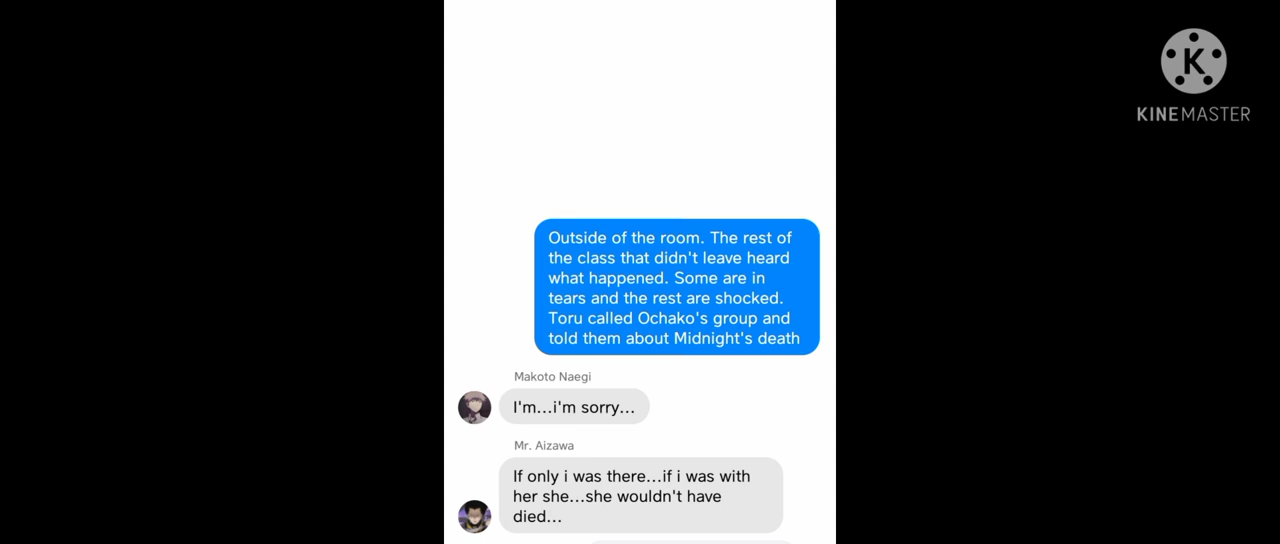 K
KINEMASTER
Outside of the room. The rest of
the class that didn't leave heard
what happened. Some are in
tears and the rest are shocked.
Toru called Ochako's group and
told them about Midnight's death
Makoto Naegi
I'm...i'm sorry...
Mr. Aizawa
If only i was there...if i was with
her she...she wouldn't have
died...